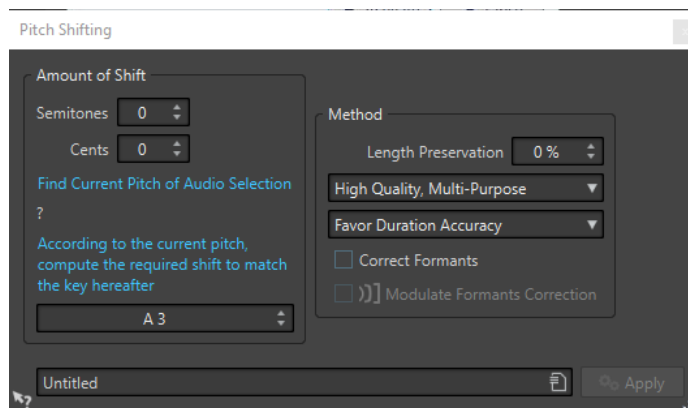 Pitch Shifting
Amount of Shift
Semitones 0
Cents 0
Find Current Pitch of Audio Selection
?
According to the current pitch,
compute the required shift to match
the key hereafter
A 3
Method
Length Preservation 0 %
High Quality, Multi-Purpose
Favor Duration Accuracy
Correct Formants
Modulate Formants Correction
Untitled
Apply
?